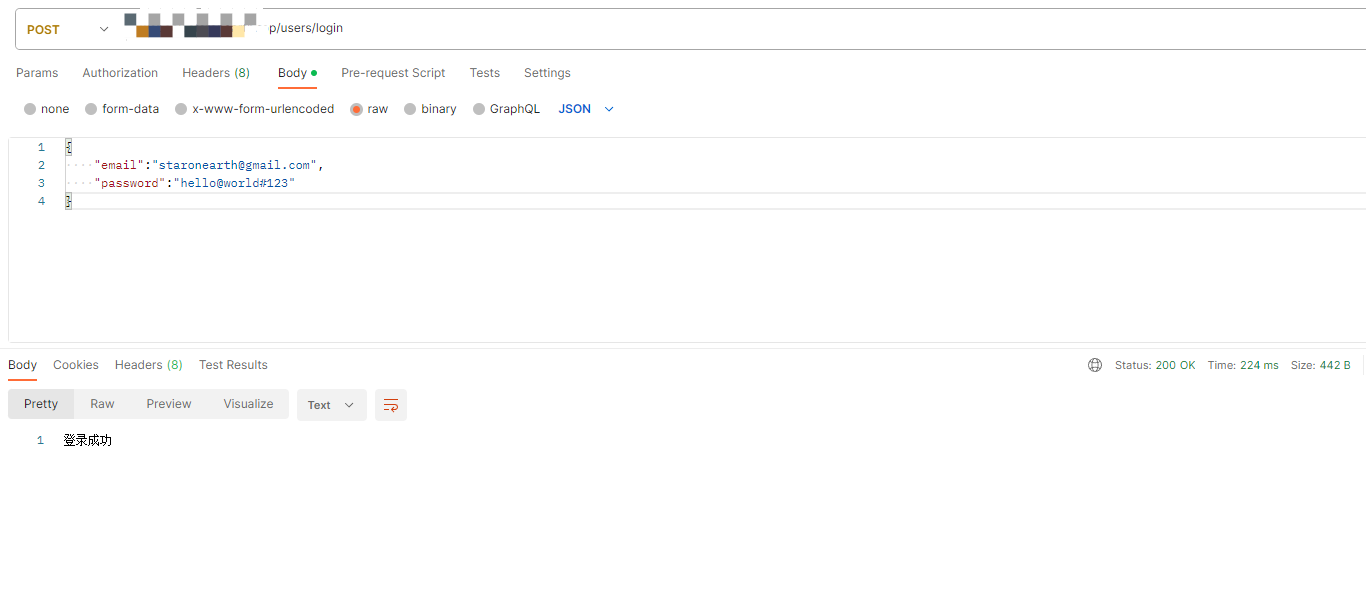 POST p/users/login
Params Authorization Headers (8) Body Pre-request Script Tests Settings
none form-data x-www-form-urlencoded raw binary GraphQL JSON
1 {
2 ····"email":"staronearth@gmail.com",
3 ····"password":"hello@world#123"
4 }
Body Cookies Headers (8) Test Results Status: 200 OK Time: 224 ms Size: 442 B
Pretty Raw Preview Visualize Text
1 登录成功